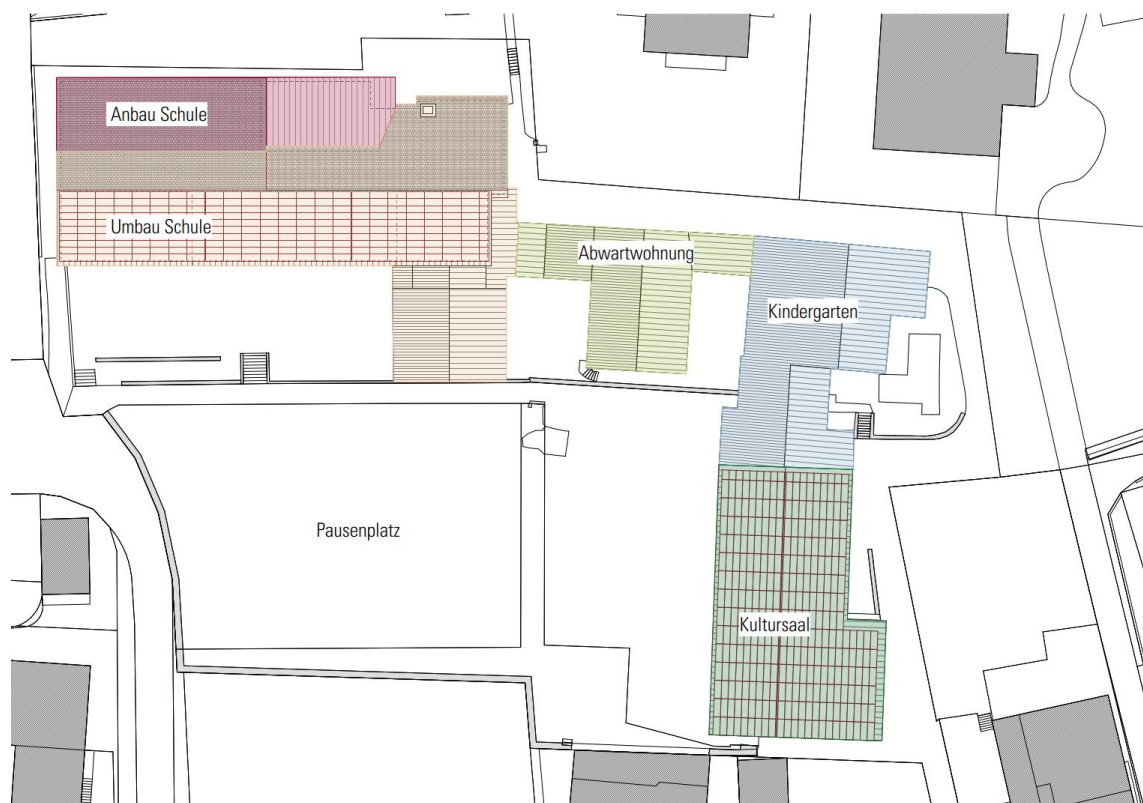 Anbau Schule
Umbau Schule
Abwartwohnung
Kindergarten
Pausenplatz
Kultursaal